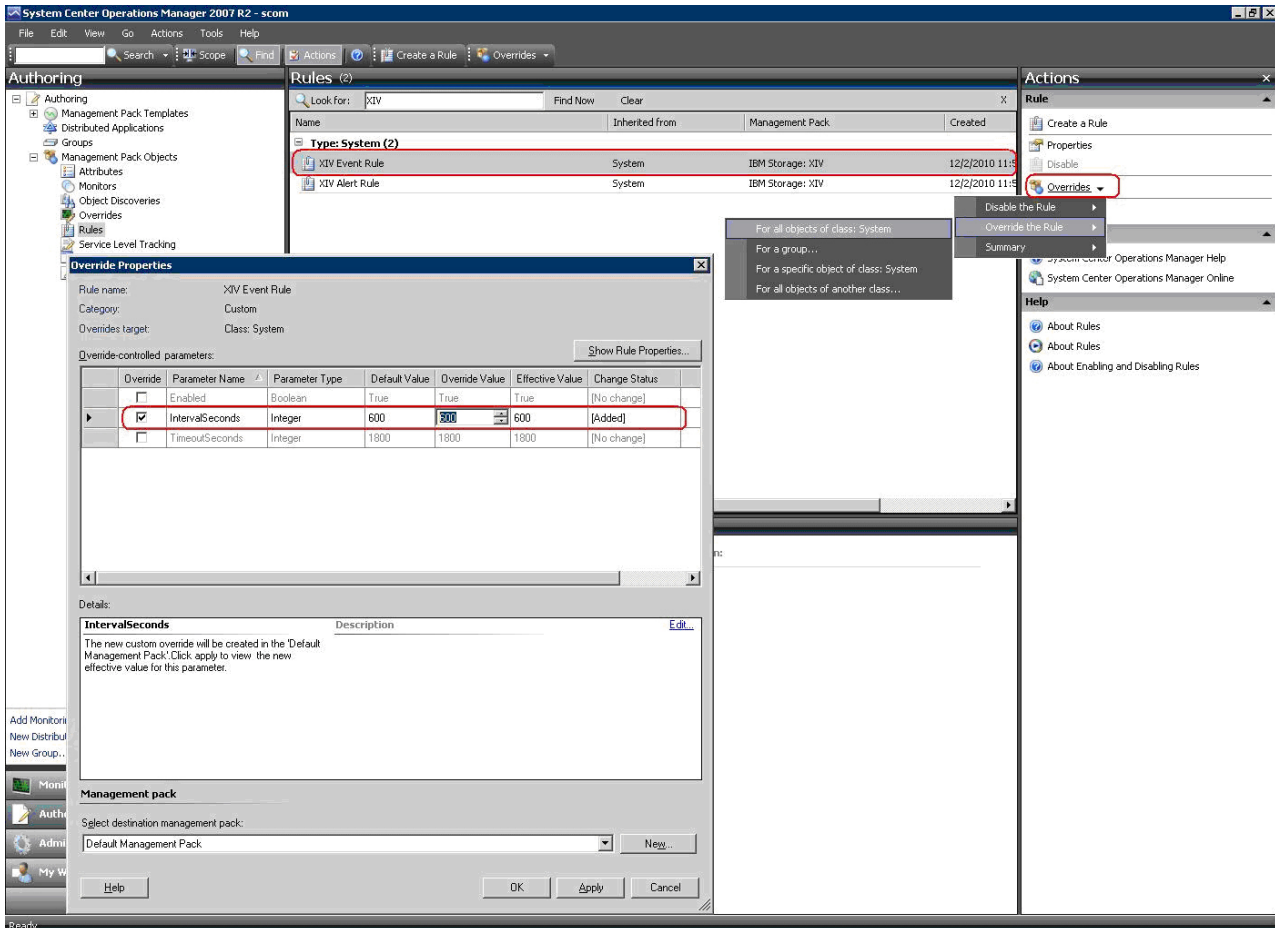 System Center Operations Manager 2007 R2 - scom
File Edit View Go Actions Tools Help
Search Scope Find Actions Create a Rule Overrides
Authoring
Authoring
Management Pack Templates
Distributed Applications
Groups
Management Pack Objects
Attributes
Monitors
Object Discoveries
Overrides
Rules
Service Level Tracking
Rules (2)
Look for: XIV Find Now Clear X
Name Inherited from Management Pack Created
Type: System (2)
XIV Event Rule System IBM Storage: XIV 12/2/2010 11:5
XIV Alert Rule System IBM Storage: XIV 12/2/2010 11:5
Actions x
Rule
Create a Rule
Properties
Disable
Overrides
Disable the Rule
Override the Rule
Summary
For all objects of class: System
For a group...
For a specific object of class: System
For all objects of another class...
System Center Operations Manager Help
System Center Operations Manager Online
Help
About Rules
About Rules
About Enabling and Disabling Rules
Override Properties
Rule name: XIV Event Rule
Category: Custom
Overrides target: Class: System
Override-controlled parameters:
Show Rule Properties...
Override Parameter Name Parameter Type Default Value Override Value Effective Value Change Status
Enabled Boolean True True True [No change]
IntervalSeconds Integer 600 600 600 [Added]
TimeoutSeconds Integer 1800 1800 1800 [No change]
Details:
IntervalSeconds Description Edit...
The new custom override will be created in the 'Default
Management Pack'.Click apply to view the new
effective value for this parameter.
Management pack
Select destination management pack:
Default Management Pack New...
Help OK Apply Cancel
n:
Add Monitori
New Distribut
New Group..
Monit
Autho
Admi
My W
Ready